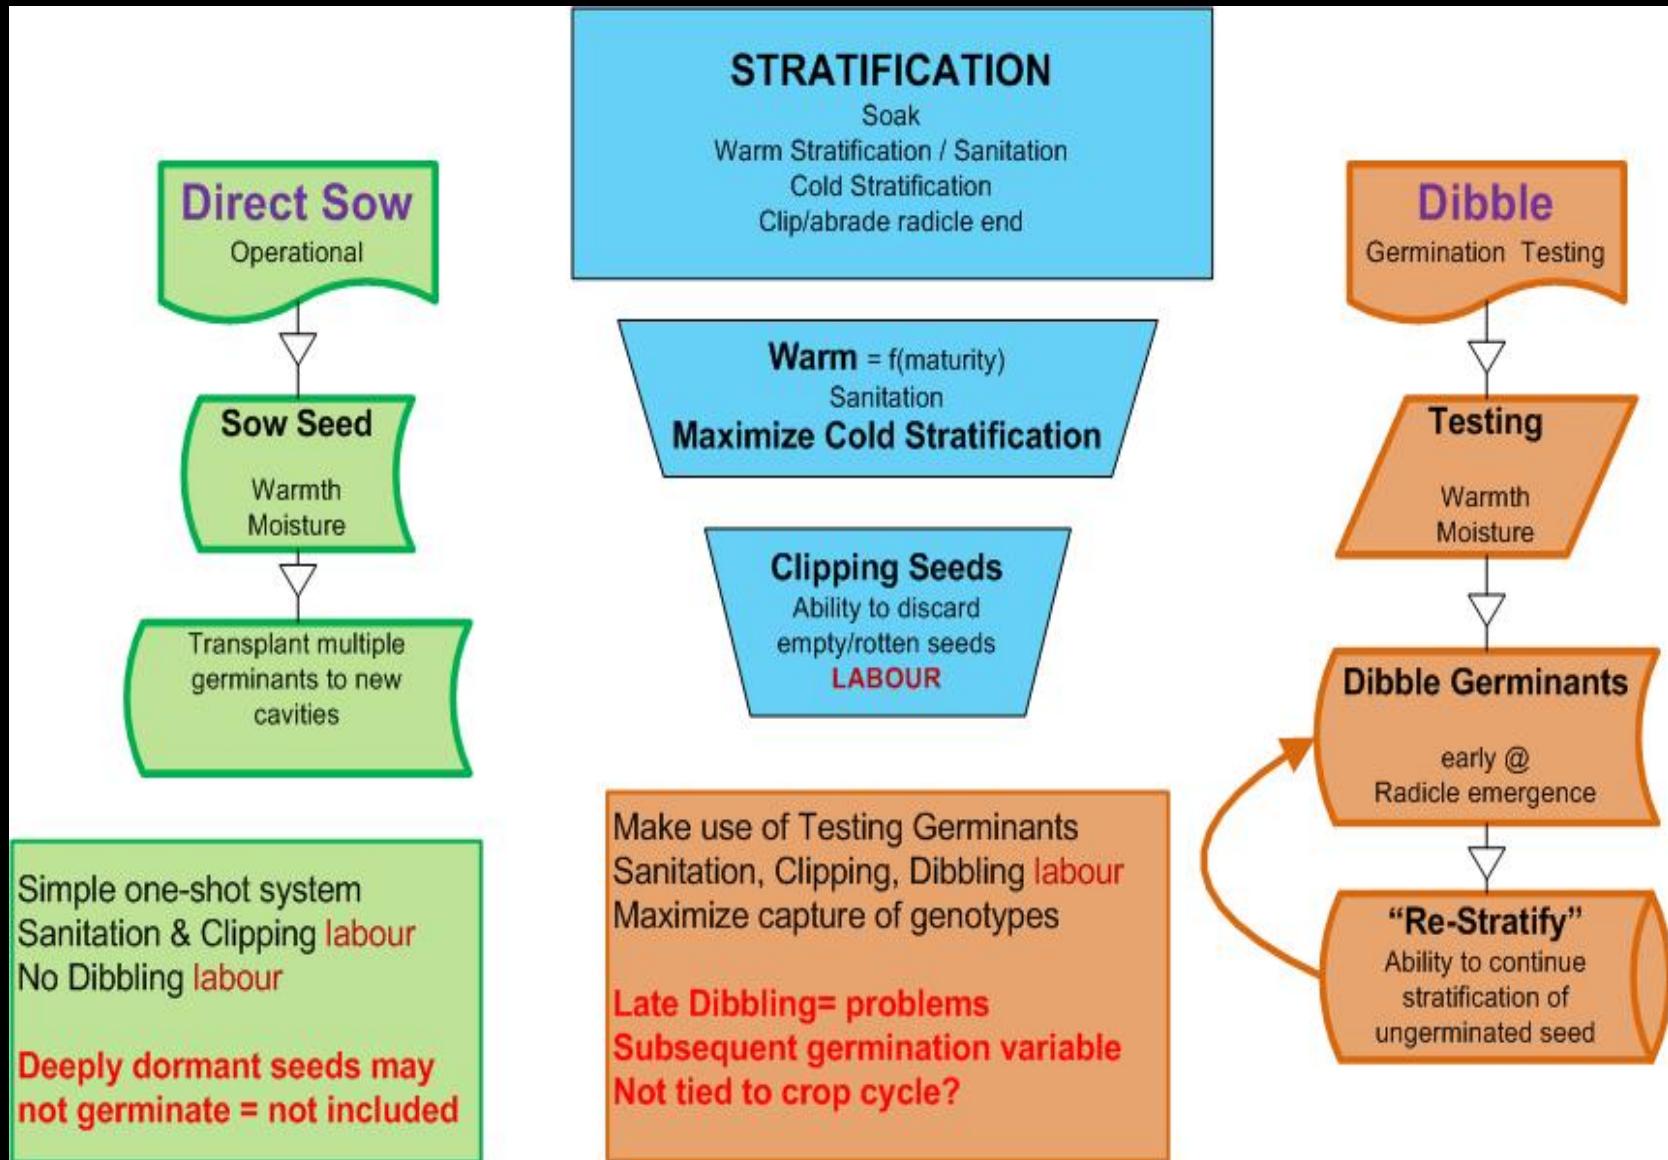 STRATIFICATION
Soak
Warm Stratification / Sanitation
Cold Stratification
Clip/abrade radicle end
Warm = f(maturity)
Sanitation
Maximize Cold Stratification
Clipping Seeds
Ability to discard
empty/rotten seeds
LABOUR
Direct Sow
Operational
Sow Seed
Warmth
Moisture
Transplant multiple
germinants to new
cavities
Simple one-shot system
Sanitation & Clipping labour
No Dibbling labour
Deeply dormant seeds may
not germinate = not included
Dibble
Germination Testing
Testing
Warmth
Moisture
Dibble Germinants
early @
Radicle emergence
“Re-Stratify”
Ability to continue
stratification of
ungerminated seed
Make use of Testing Germinants
Sanitation, Clipping, Dibbling labour
Maximize capture of genotypes
Late Dibbling= problems
Subsequent germination variable
Not tied to crop cycle?